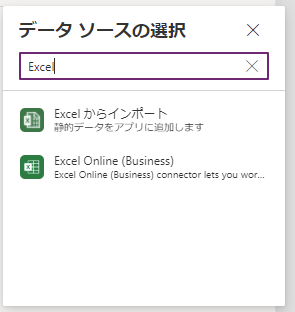 データ ソースの選択
Excel
Excel からインポート
静的データをアプリに追加します
Excel Online (Business)
Excel Online (Business) connector lets you wor...